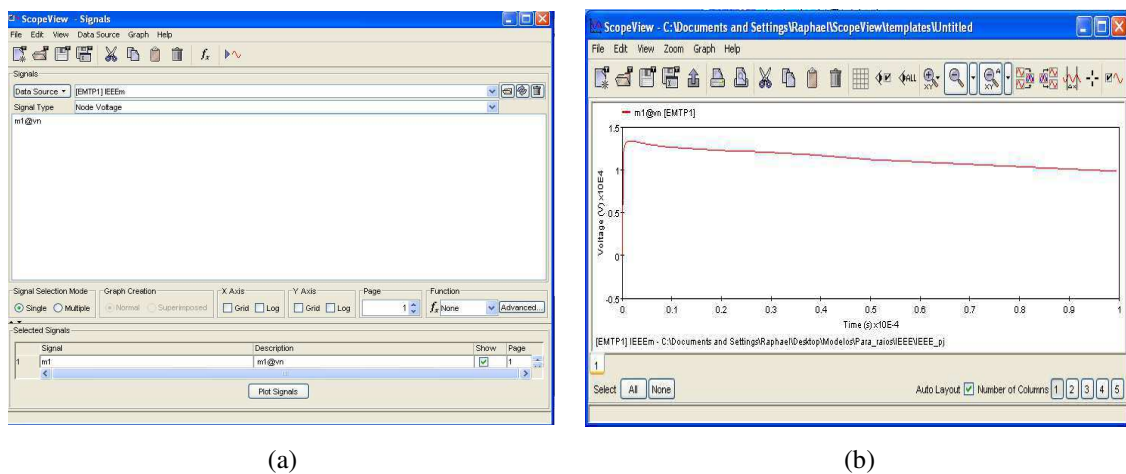 ScopeView - Signals
File Edit View Data Source Graph Help
fx
Signals
Data Source [EMTP1] IEEEm
Signal Type Node Voltage
m1@vn
Signal Selection Mode Graph Creation X Axis Y Axis Page Function
Single Multiple Normal Superimposed Grid Log Grid Log 1 fx None Advanced...
Selected Signals
Signal Description Show Page
1 m1 m1@vn 1
Plot Signals
(a)
ScopeView - C:\Documents and Settings\Raphael\ScopeView\templates\Untitled
File Edit View Zoom Graph Help
XY XY ALL
m1@vn [EMTP1]
1.5
1
0.5
0
-0.5
Voltage (V) x10E4
0 0.1 0.2 0.3 0.4 0.5 0.6 0.7 0.8 0.9 1
Time (s) x10E-4
[EMTP1] IEEEm - C:\Documents and Settings\Raphael\Desktop\Modelos\Para_raios\IEEE\IEEE_pj
1
Select All None Auto Layout Number of Columns 1 2 3 4 5
(b)